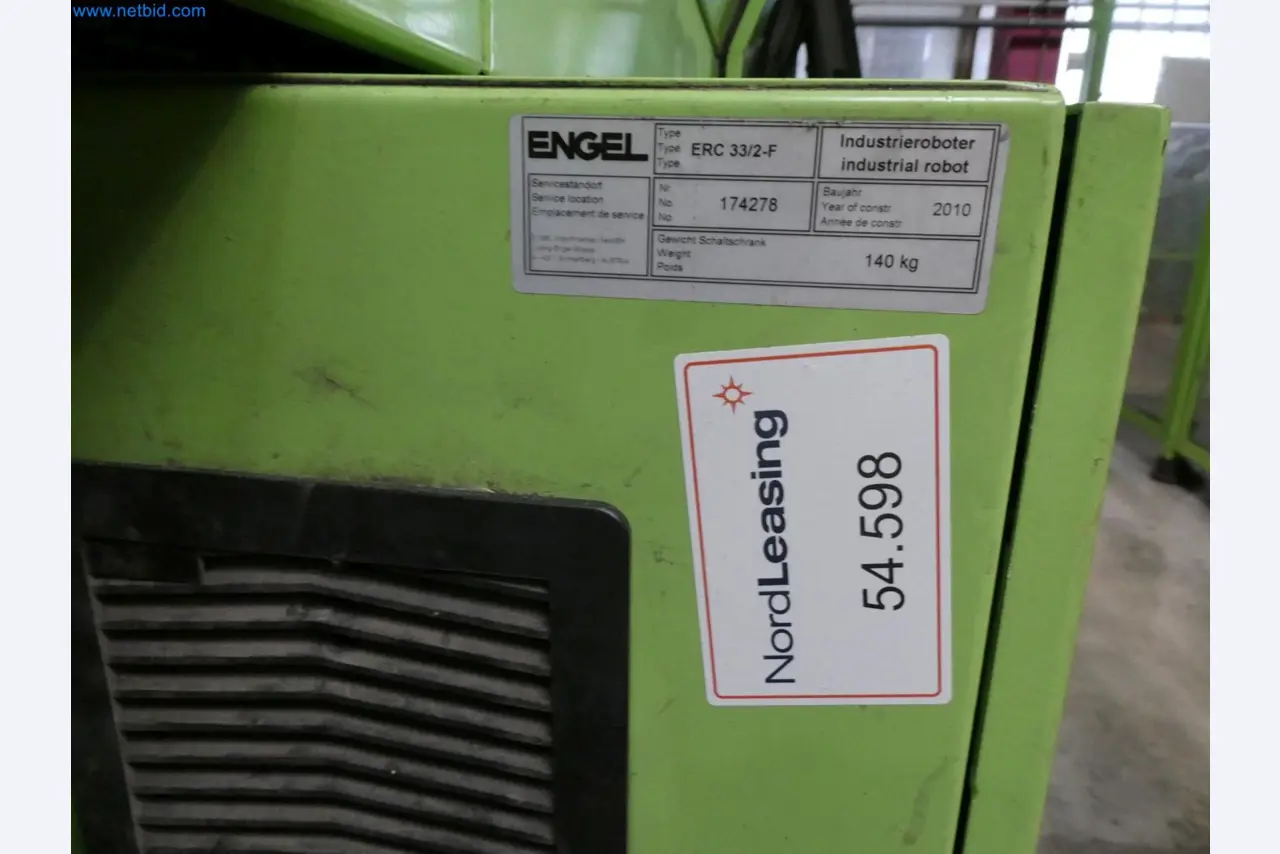 www.netbid.com
ENGEL
Type
Type
Type
ERC 33/2-F
Industrieroboter
industrial robot
Servicestandort
Service location
Emplacement de service
Nr
No.
No
174278
Baujahr
Year of constr
Année de constr
2010
Gewicht Schaltschrank
Weight
Poids
140 kg
NordLeasing
54.598